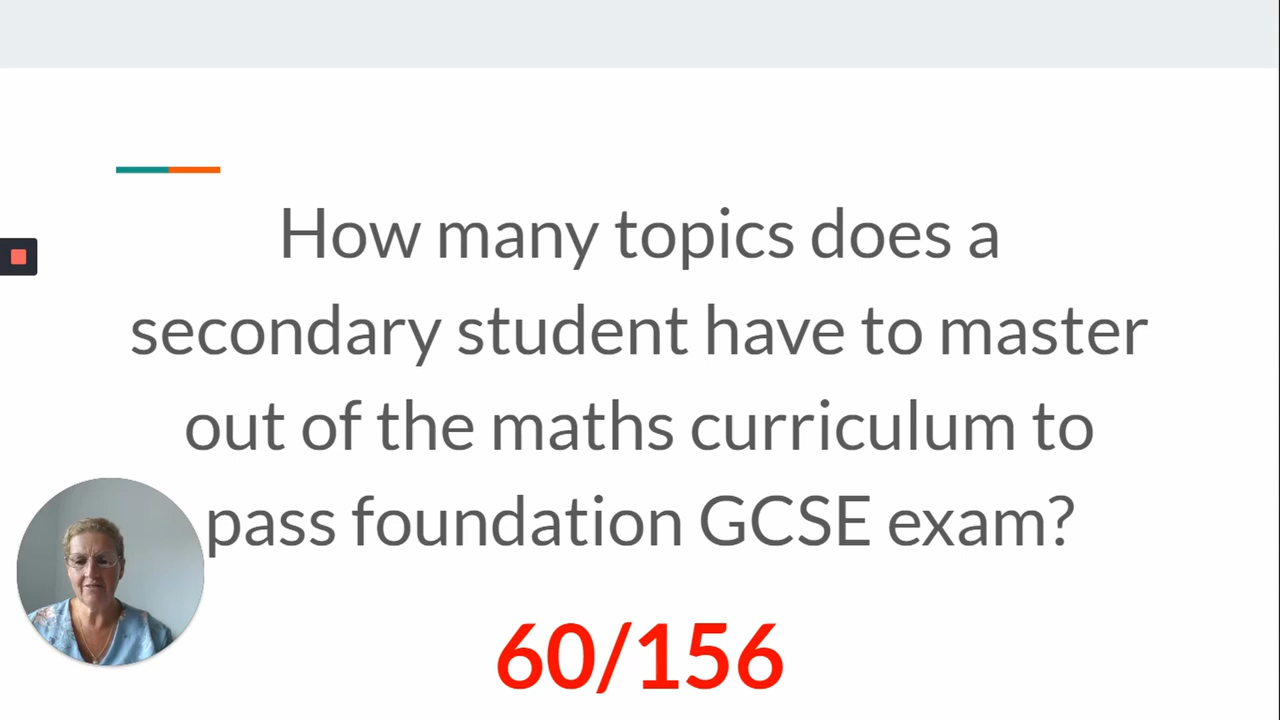 How many topics does a
secondary student have to master
out of the maths curriculum to
pass foundation GCSE exam?
60/156